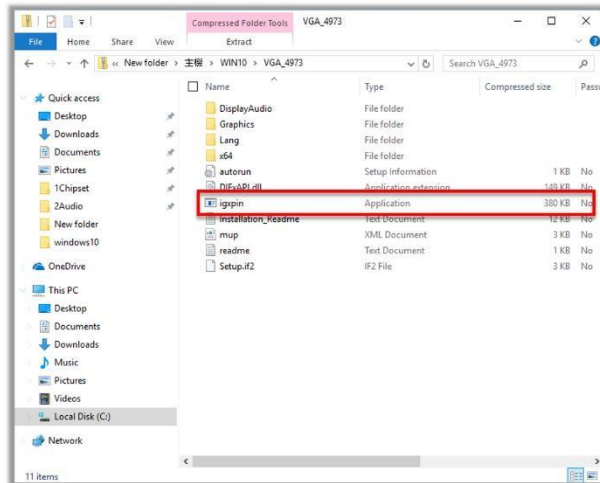 Compressed Folder Tools VGA_4973
File Home Share View Extract
« New folder › 主楃 › WIN10 › VGA_4973 Search VGA_4973
Quick access
Desktop
Downloads
Documents
Pictures
1Chipset
2Audio
New folder
windows10
OneDrive
This PC
Desktop
Documents
Downloads
Music
Pictures
Videos
Local Disk (C:)
Network
Name Type Compressed size Passw
DisplayAudio File folder
Graphics File folder
Lang File folder
x64 File folder
autorun Setup Information 1 KB No
DIFxAPI.dll Application extension 149 KB No
igxpin Application 380 KB No
Installation_Readme Text Document 12 KB No
mup XML Document 3 KB No
readme Text Document 1 KB No
Setup.if2 IF2 File 3 KB No
11 items